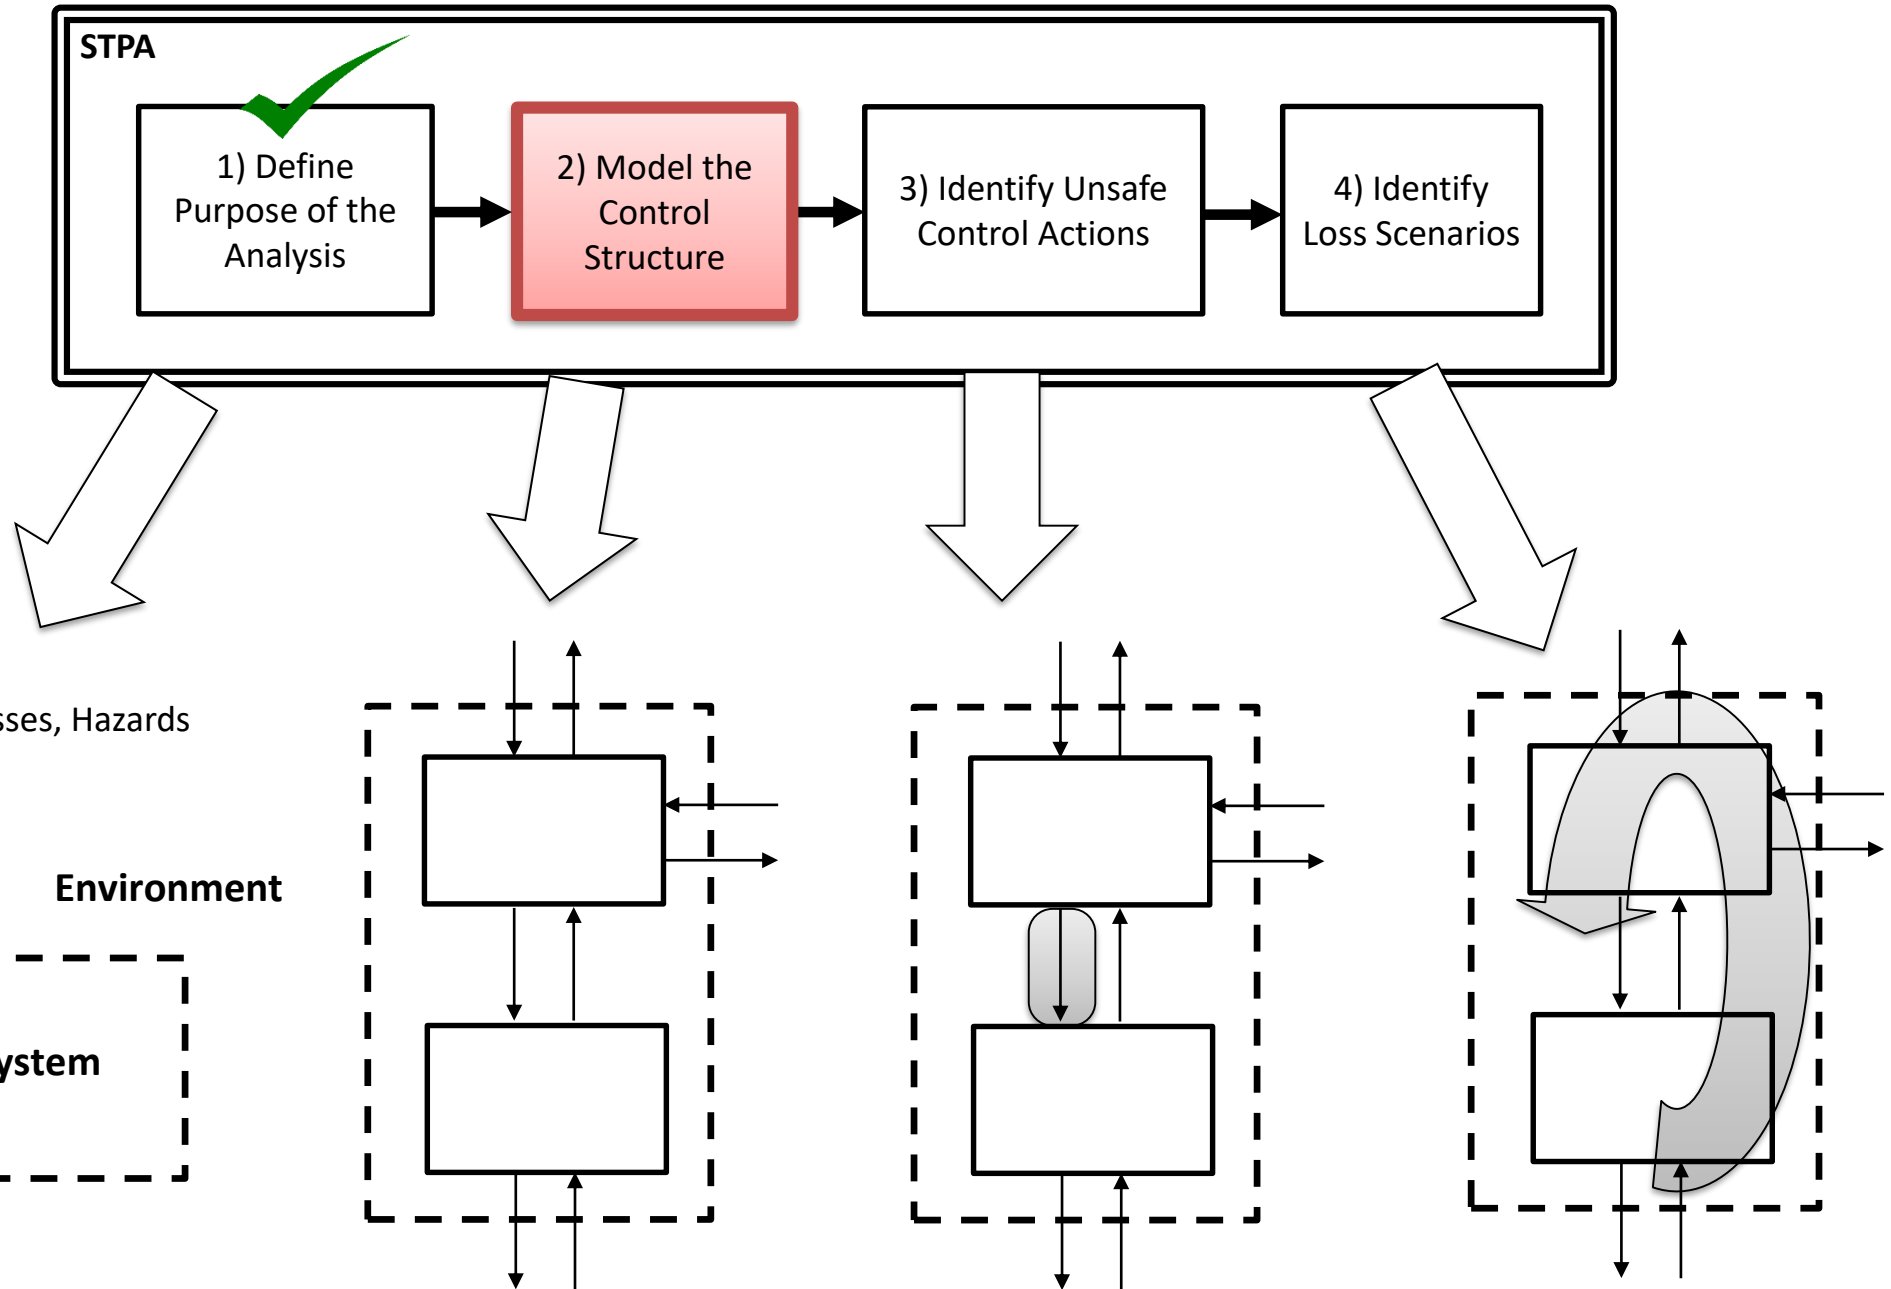 STPA
1) Define
Purpose of the
Analysis
2) Model the
Control
Structure
3) Identify Unsafe
Control Actions
4) Identify
Loss Scenarios
sses, Hazards
Environment
ystem